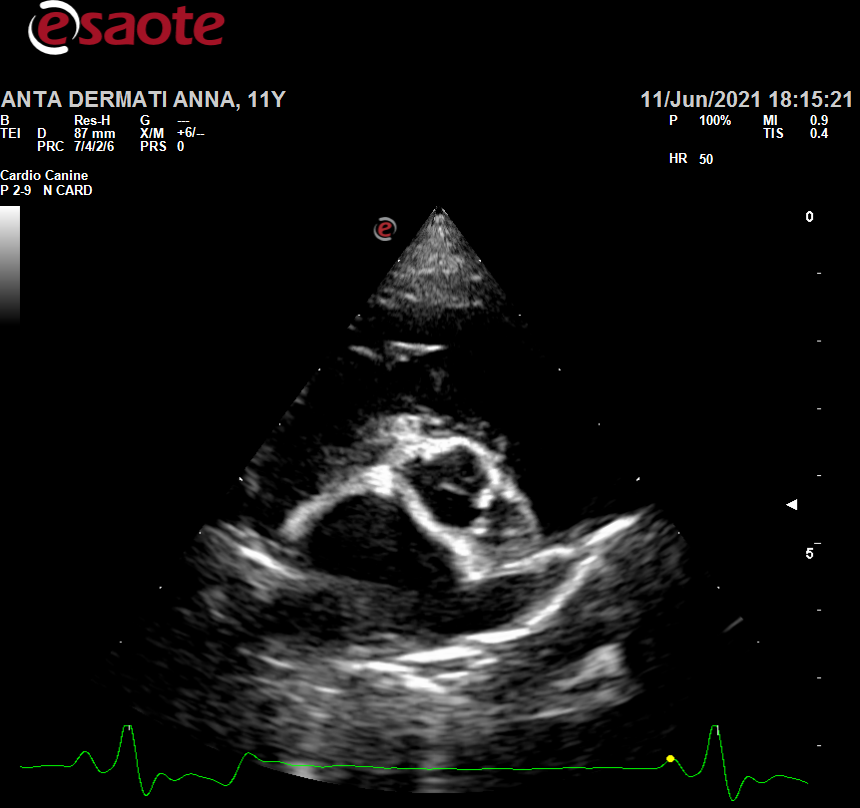 esaote
ANTA DERMATI ANNA, 11Y 11/Jun/2021 18:15:21
B Res-H G --- P 100% MI 0.9
TEI D 87 mm X/M +6/-- TIS 0.4
PRC 7/4/2/6 PRS 0
HR 50
Cardio Canine
P 2-9 N CARD
0
e
5